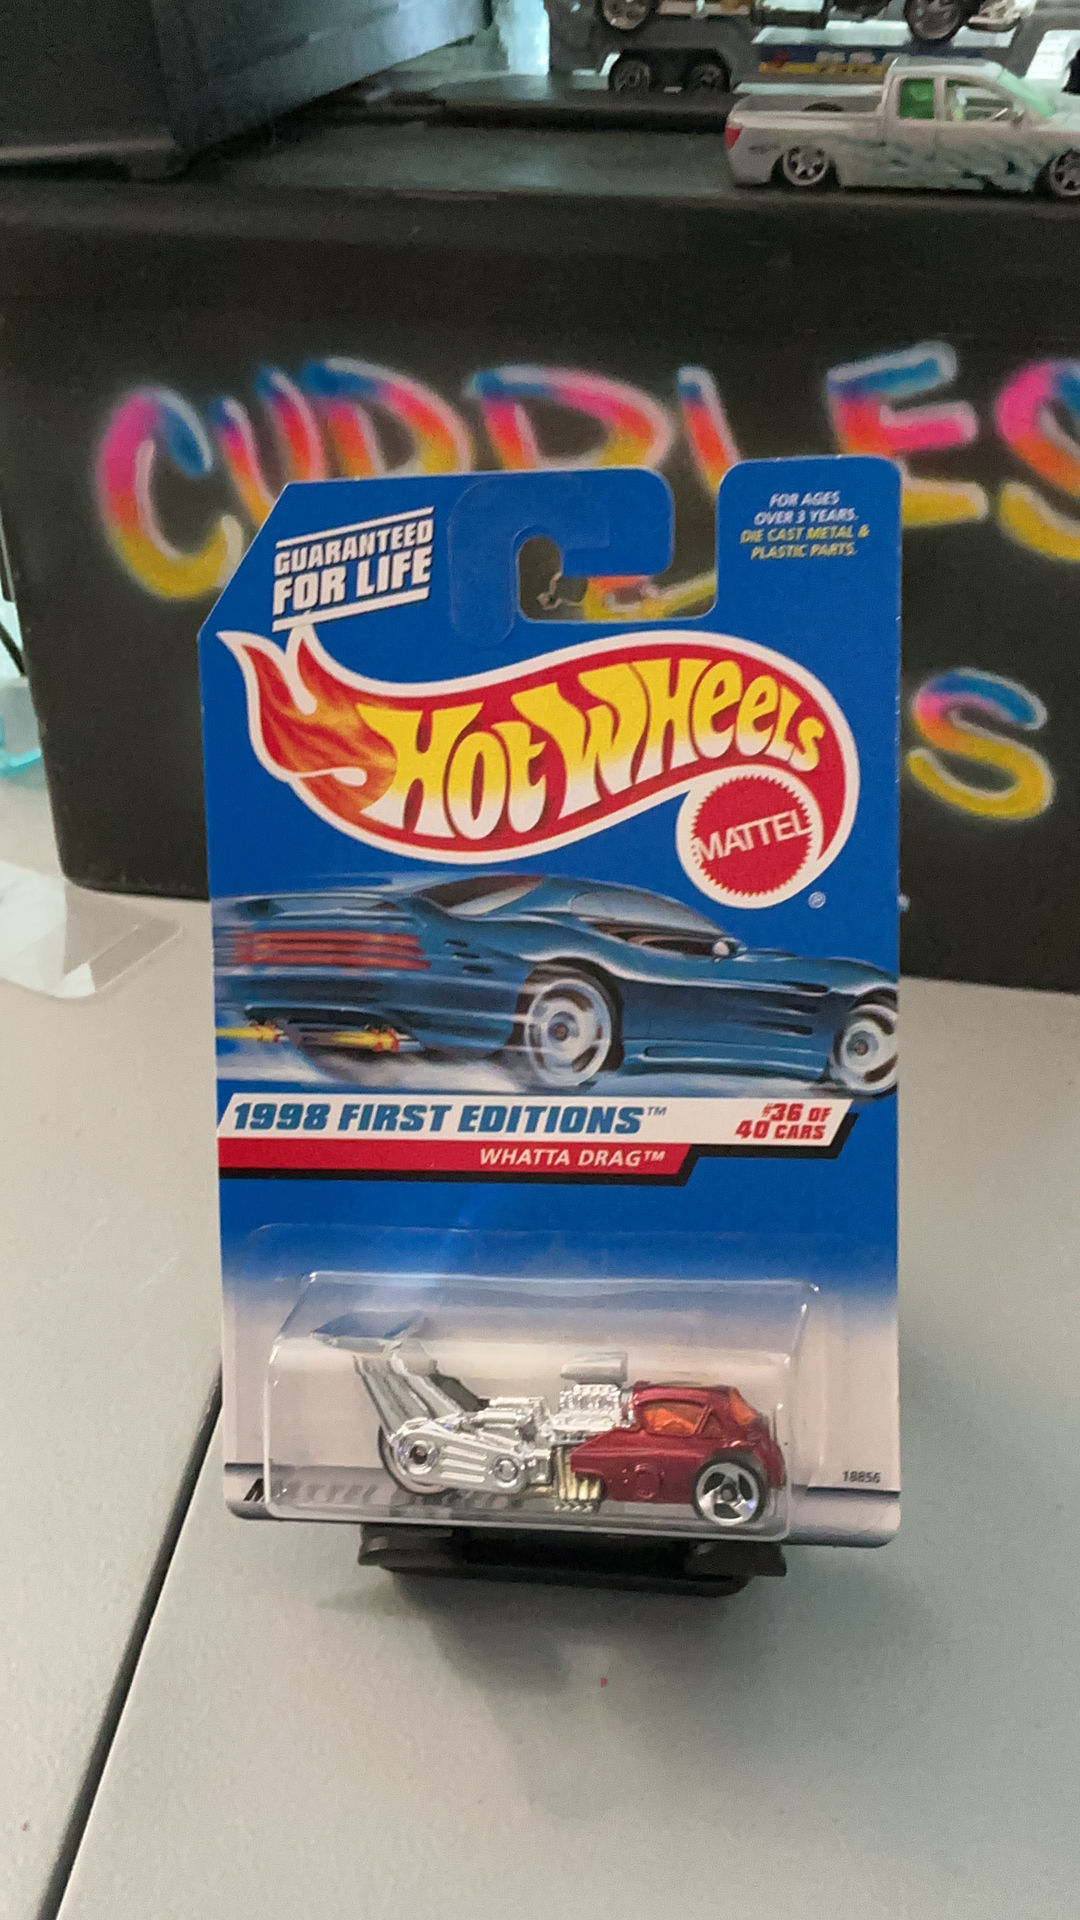 CUDDLES
S
GUARANTEED
FOR LIFE
FOR AGES
OVER 3 YEARS.
DIE CAST METAL &
PLASTIC PARTS.
HOT WHEELS
MATTEL
®
1998 FIRST EDITIONS™
#36 OF
40 CARS
WHATTA DRAG™
18856